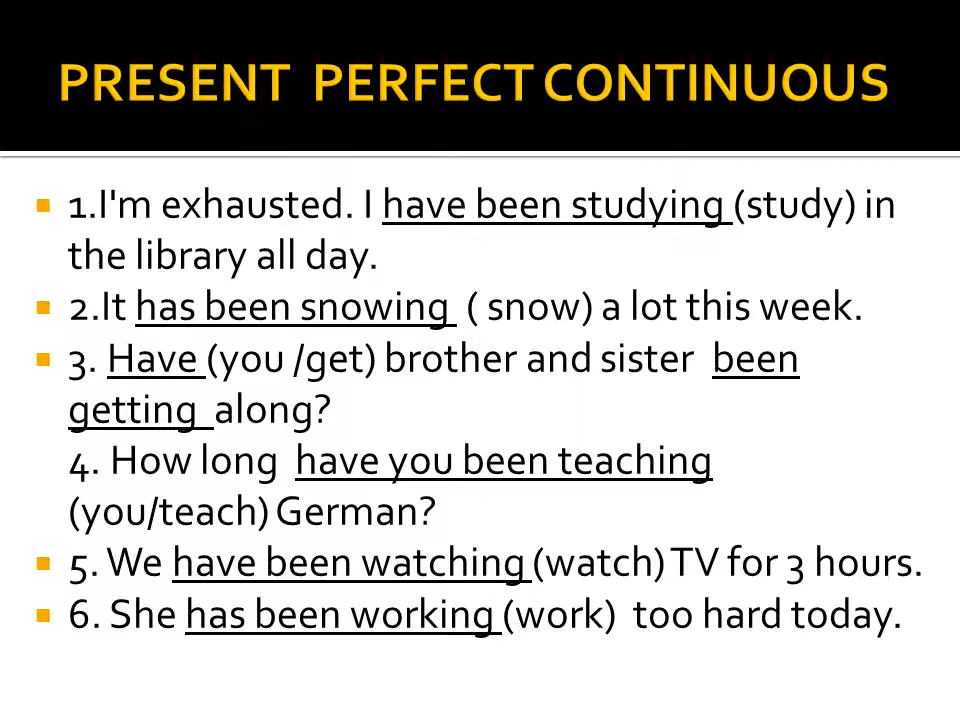 PRESENT PERFECT CONTINUOUS
1.I'm exhausted. I have been studying (study) in
the library all day.
2.It has been snowing ( snow) a lot this week.
3. Have (you /get) brother and sister been
getting along?
4. How long have you been teaching
(you/teach) German?
5. We have been watching (watch) TV for 3 hours.
6. She has been working (work) too hard today.